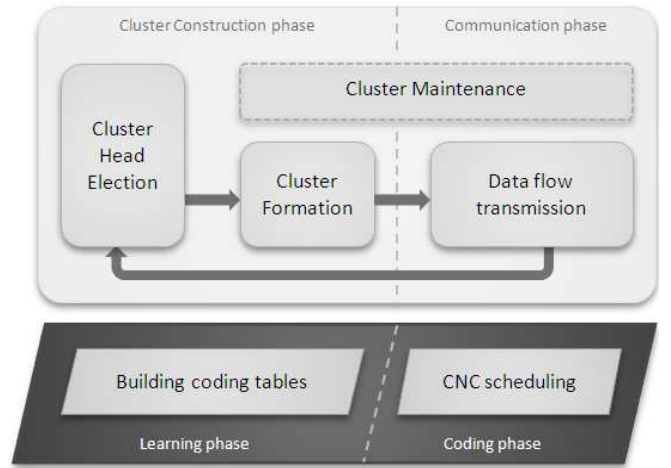 Cluster Construction phase
Communication phase
Cluster Maintenance
Cluster
Head
Election
Cluster
Formation
Data flow
transmission
Building coding tables
CNC scheduling
Learning phase
Coding phase